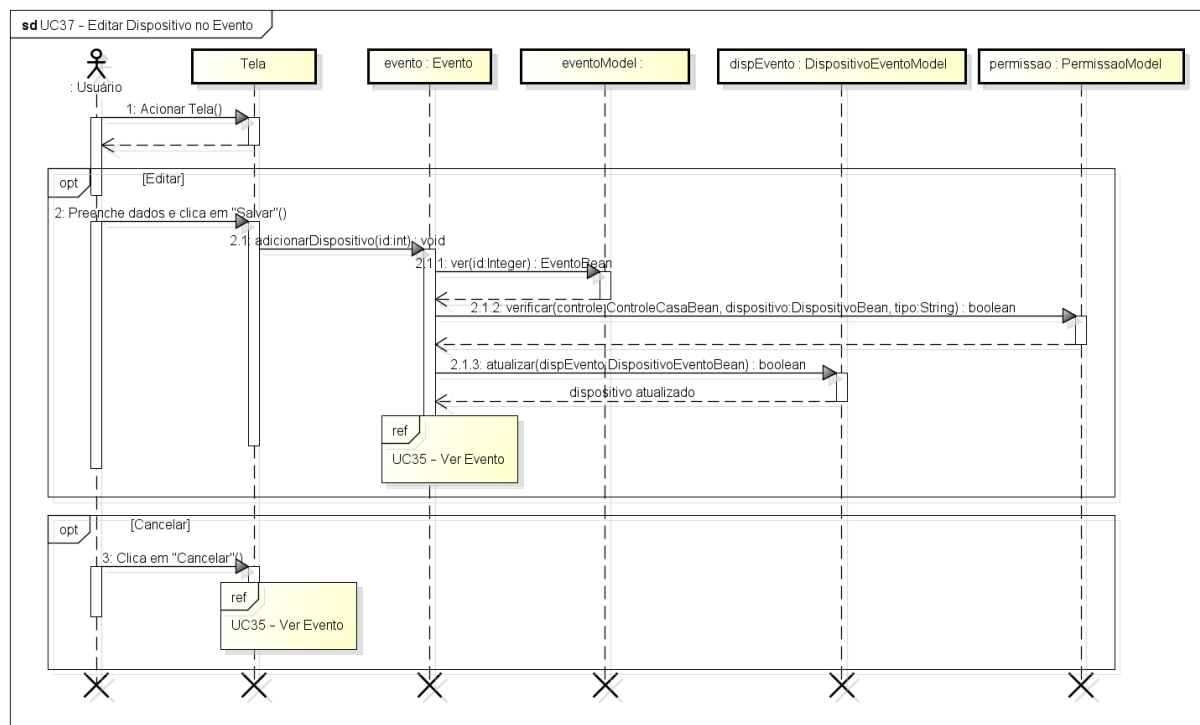 sd UC37 – Editar Dispositivo no Evento
: Usuário
Tela
evento : Evento
eventoModel :
dispEvento : DispositivoEventoModel
permissao : PermissaoModel
1: Acionar Tela()
opt
[Editar]
2: Preenche dados e clica em "Salvar"()
2.1: adicionarDispositivo(id:int) : void
2.1.1: ver(id:Integer) : EventoBean
2.1.2: verificar(controle:ControleCasaBean, dispositivo:DispositivoBean, tipo:String) : boolean
2.1.3: atualizar(dispEvento:DispositivoEventoBean) : boolean
dispositivo atualizado
ref
UC35 – Ver Evento
opt
[Cancelar]
3: Clica em "Cancelar"()
ref
UC35 – Ver Evento